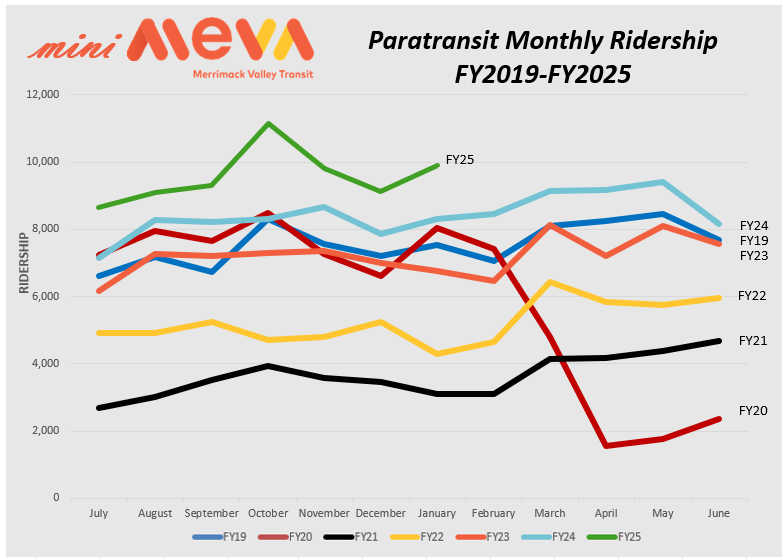 mini MEVA
Merrimack Valley Transit
Paratransit Monthly Ridership
FY2019-FY2025
12,000
10,000
8,000
6,000
4,000
2,000
0
RIDERSHIP
FY25
FY24
FY19
FY23
FY22
FY21
FY20
July August September October November December January February March April May June
FY19 FY20 FY21 FY22 FY23 FY24 FY25